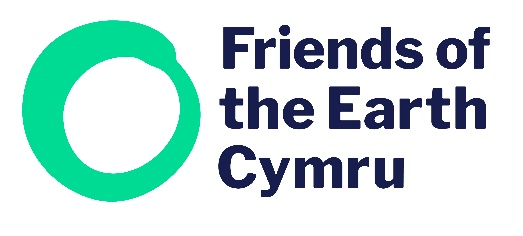 Friends of
the Earth
Cymru